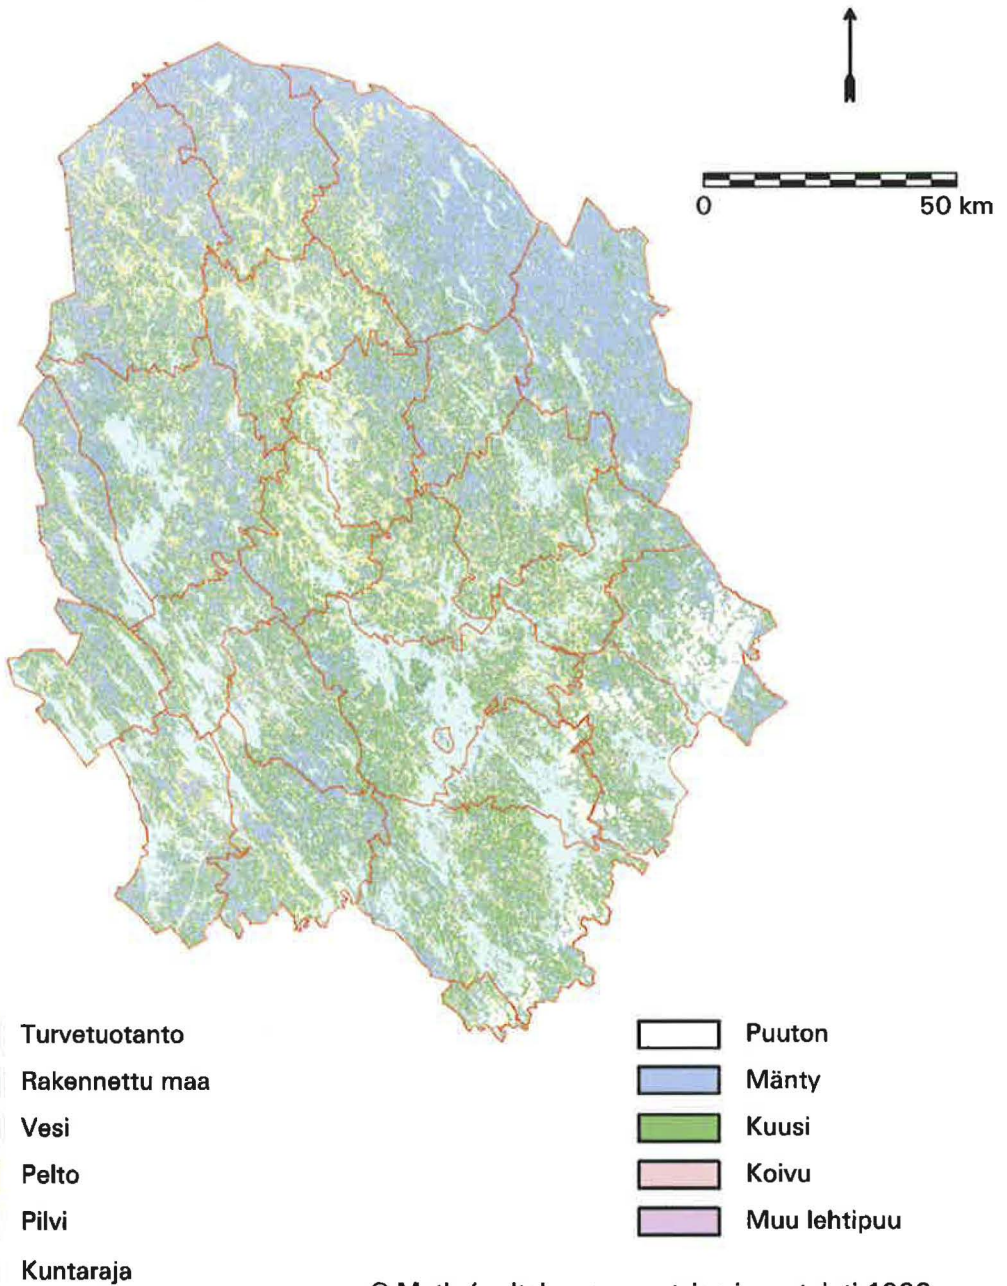 0
50 km
Turvetuotanto
Rakennettu maa
Vesi
Pelto
Pilvi
Kuntaraja
Puuton
Mänty
Kuusi
Koivu
Muu lehtipuu